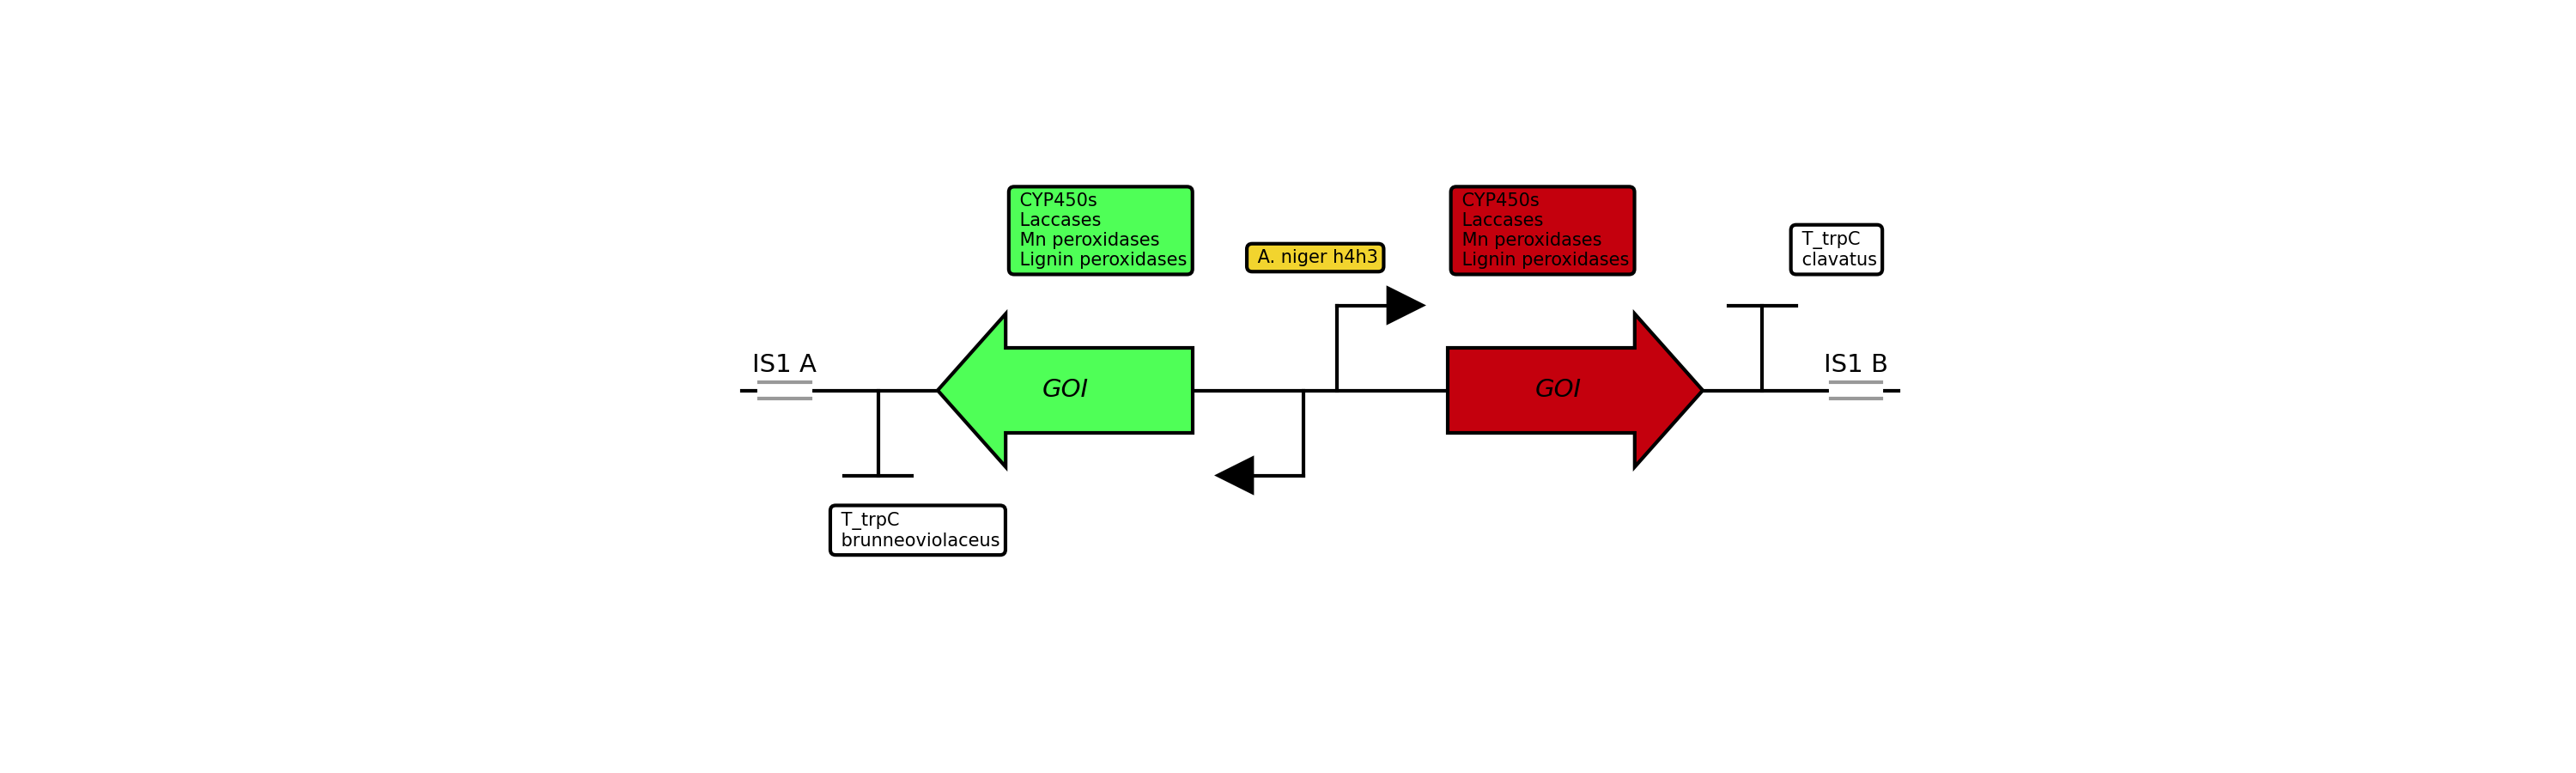 CYP450s
Laccases
Mn peroxidases
Lignin peroxidases
A. niger h4h3
CYP450s
Laccases
Mn peroxidases
Lignin peroxidases
T_trpC
clavatus
IS1 A
GOI
GOI
IS1 B
T_trpC
brunneoviolaceus